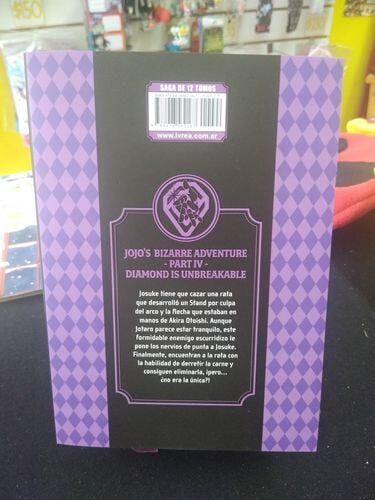 SAGA DE 12 TOMOS
www.ivrea.com.ar
JOJO'S BIZARRE ADVENTURE
- PART IV -
DIAMOND IS UNBREAKABLE
Josuke tiene que cazar una rata
que desarrolló un Stand por culpa
del arco y la flecha que estaban en
manos de Akira Otoishi. Aunque
Jotaro parece estar tranquilo, este
formidable enemigo escurridizo le
pone los nervios de punta a Josuke.
Finalmente, encuentran a la rata con
la habilidad de derretir la carne y
consiguen eliminarla, ¡pero...
¿no era la única?!